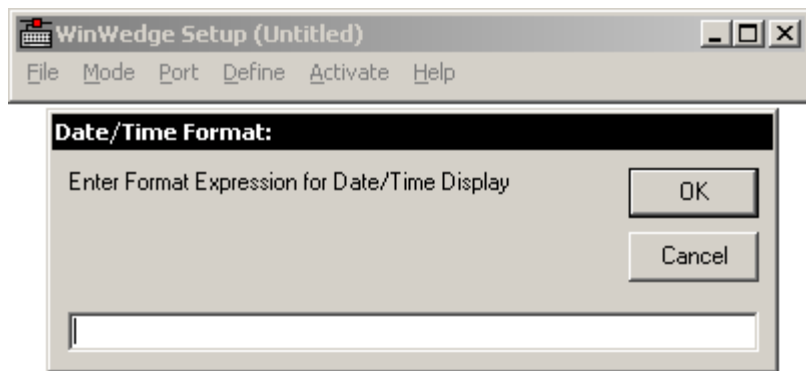 WinWedge Setup (Untitled)
File Mode Port Define Activate Help
Date/Time Format:
Enter Format Expression for Date/Time Display
OK
Cancel